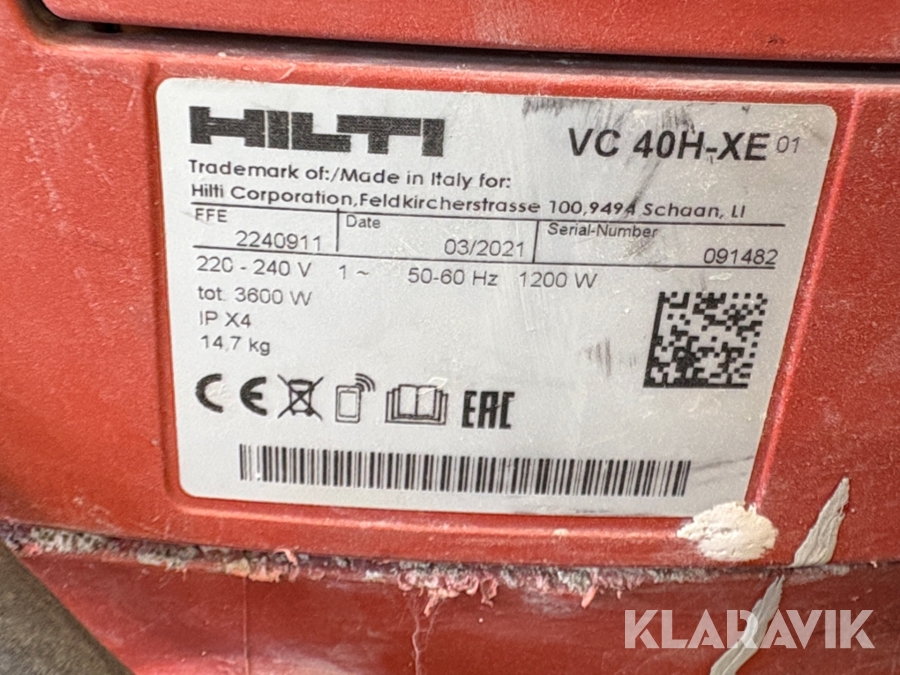 HILTI
VC 40H-XE 01
Trademark of:/Made in Italy for:
Hilti Corporation,Feldkircherstrasse 100,9494 Schaan, LI
FFE 2240911 Date 03/2021 Serial-Number 091482
220 - 240 V 1 ~ 50-60 Hz 1200 W
tot. 3600 W
IP X4
14,7 kg
CE EAC
KLARAVIK